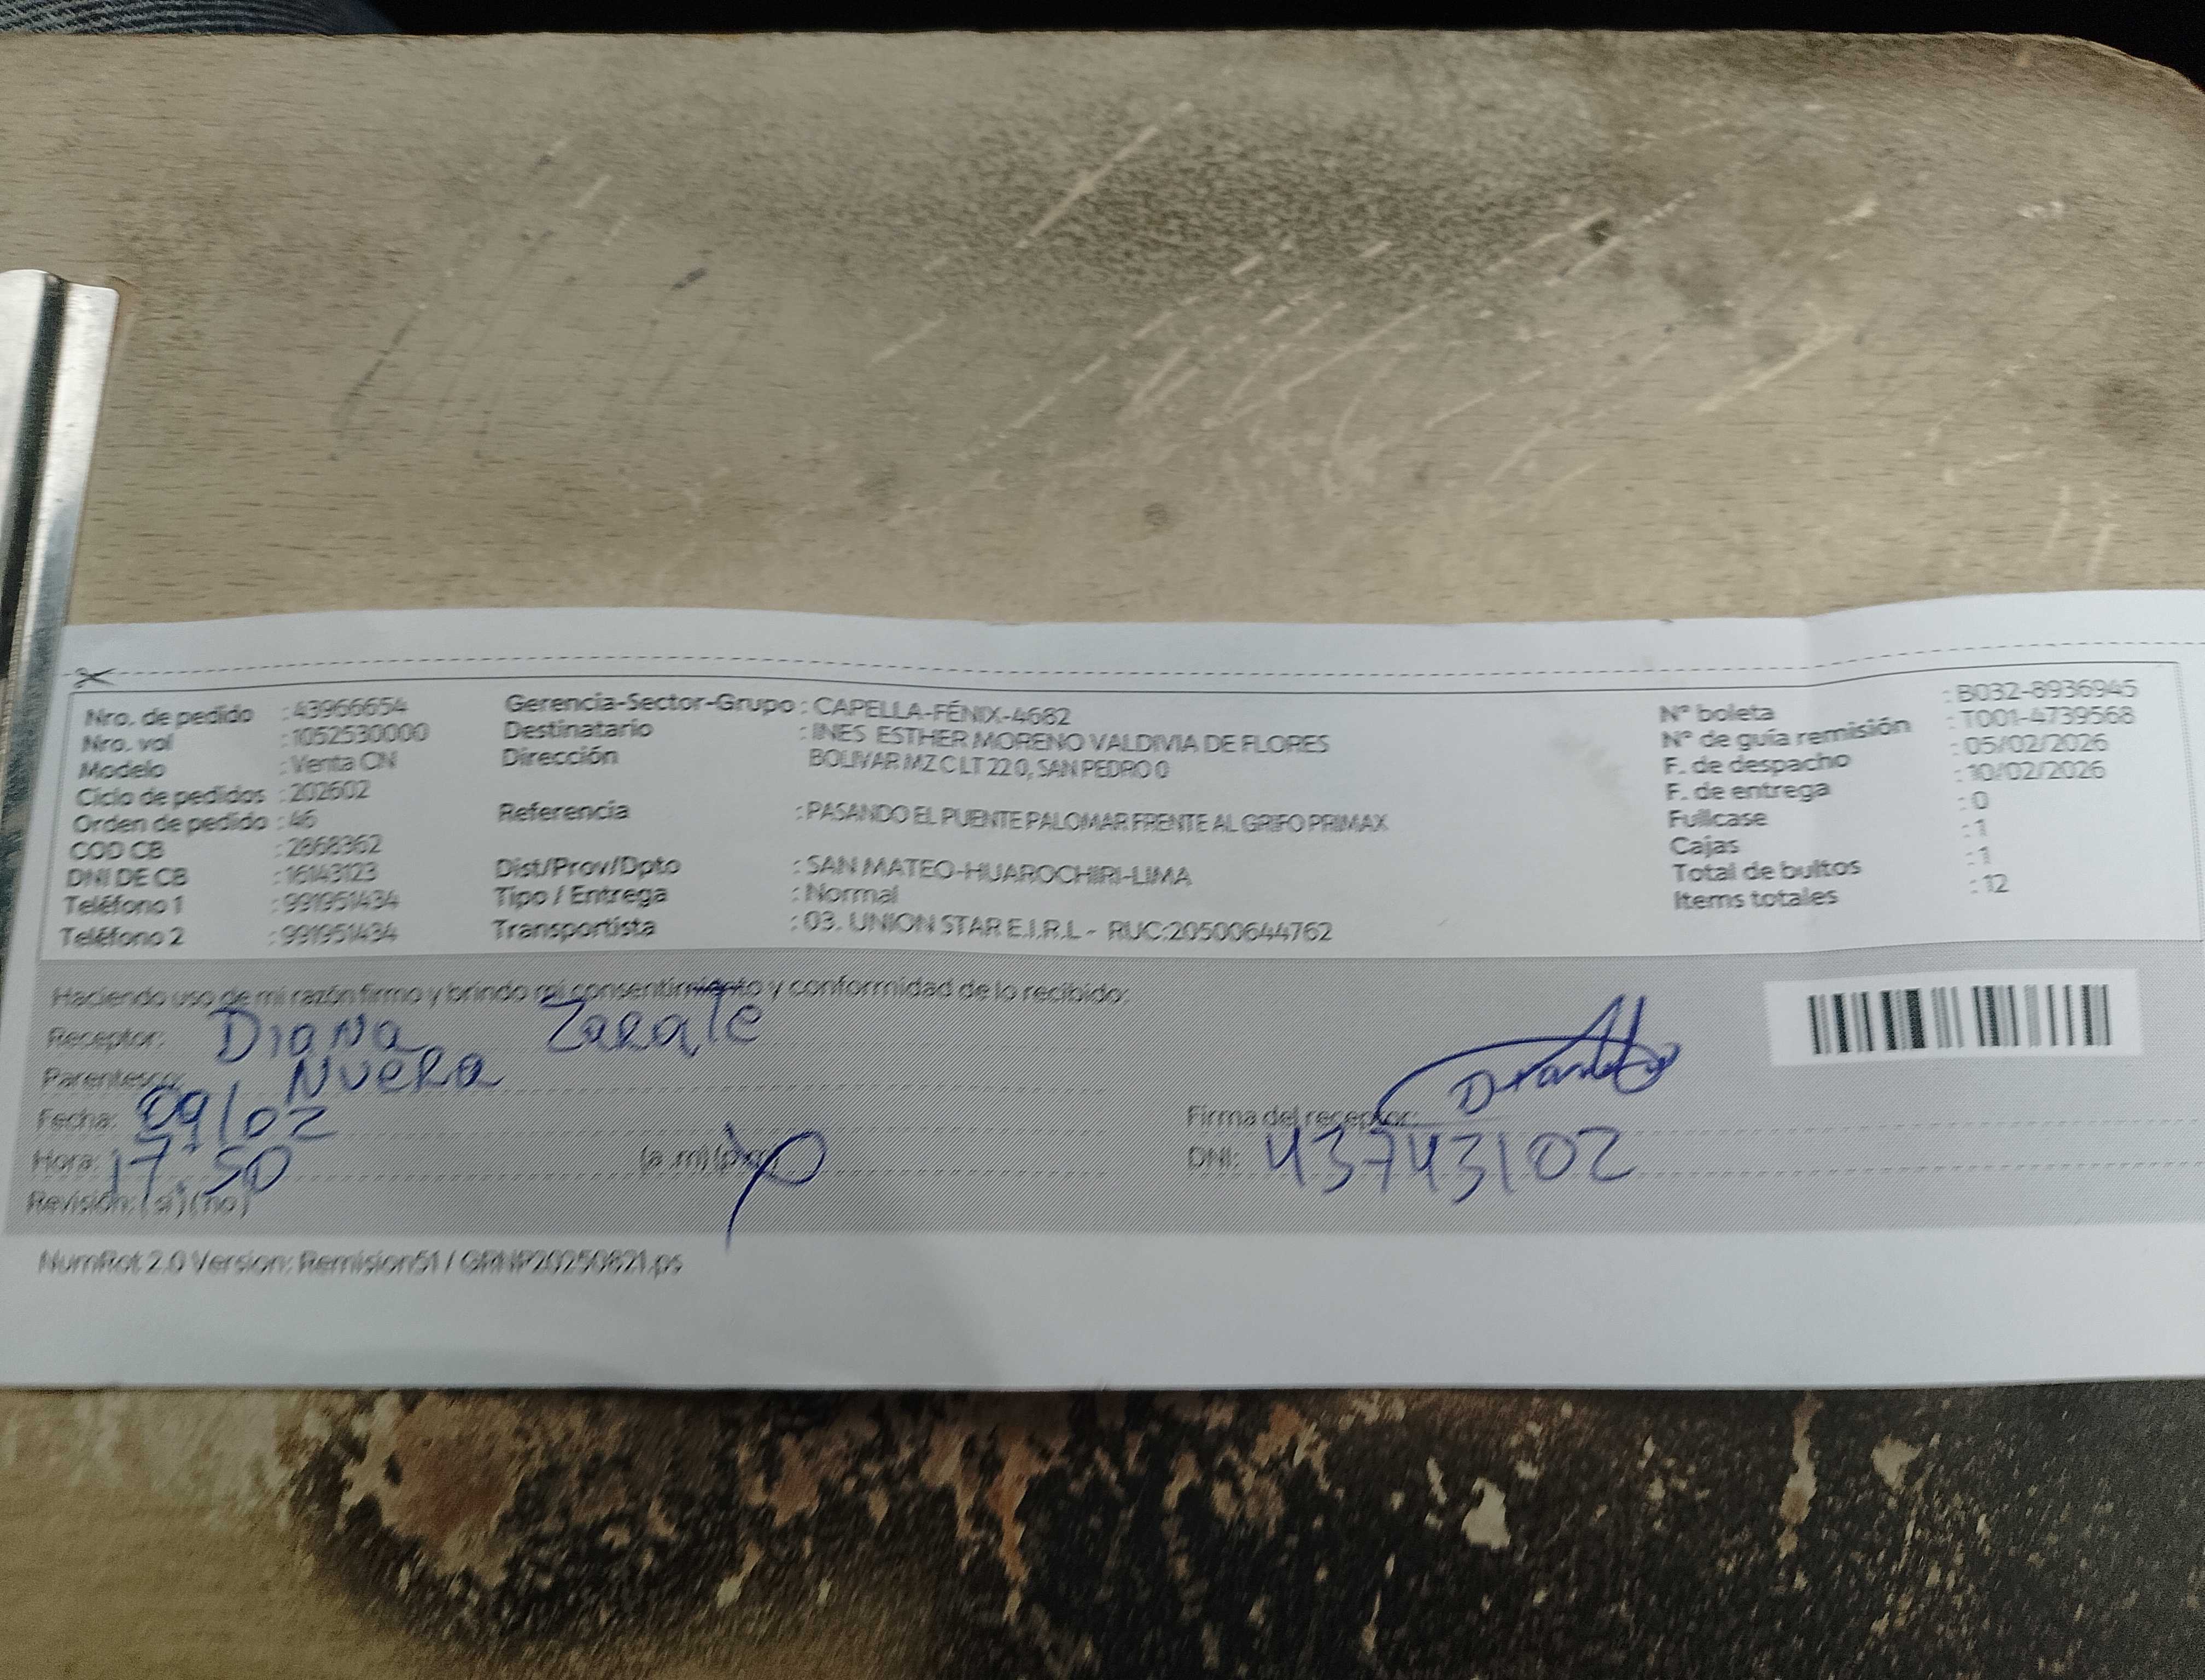 Nro. de pedido : 43966654
Nro. vol : 1052530000
Modelo : Venta CN
Ciclo de pedidos : 202602
Orden de pedido : 46
COD CB : 2868362
DNI DE CB : 16143123
Teléfono 1 : 991951434
Teléfono 2 : 991951434
Gerencia-Sector-Grupo : CAPELLA-FÉNIX-4682
Destinatario : INES ESTHER MORENO VALDIVIA DE FLORES
Dirección BOLIVAR MZ C LT 22 0, SAN PEDRO 0
Referencia : PASANDO EL PUENTE PALOMAR FRENTE AL GRIFO PRIMAX
Dist/Prov/Dpto : SAN MATEO-HUAROCHIRI-LIMA
Tipo / Entrega : Normal
Transportista : 03. UNION STAR E.I.R.L - RUC:20500644762
N° boleta : B032-8936945
N° de guía remisión : T001-4739568
F. de despacho : 05/02/2026
F. de entrega : 10/02/2026
Fullcase : 0
Cajas : 1
Total de bultos : 1
Items totales : 12
Haciendo uso de mi razón firmo y brindo mi consentimiento y conformidad de lo recibido:
Receptor: Diana Zarate
Parentesco: Nuera
Fecha: 09/02
Hora: 17:50 (a.m) (p.m)
Revisión: ( si ) ( no )
Firma del receptor:
DNI: 43743102
NumRot 2.0 Version: Remision51 / GRNP20250821.ps